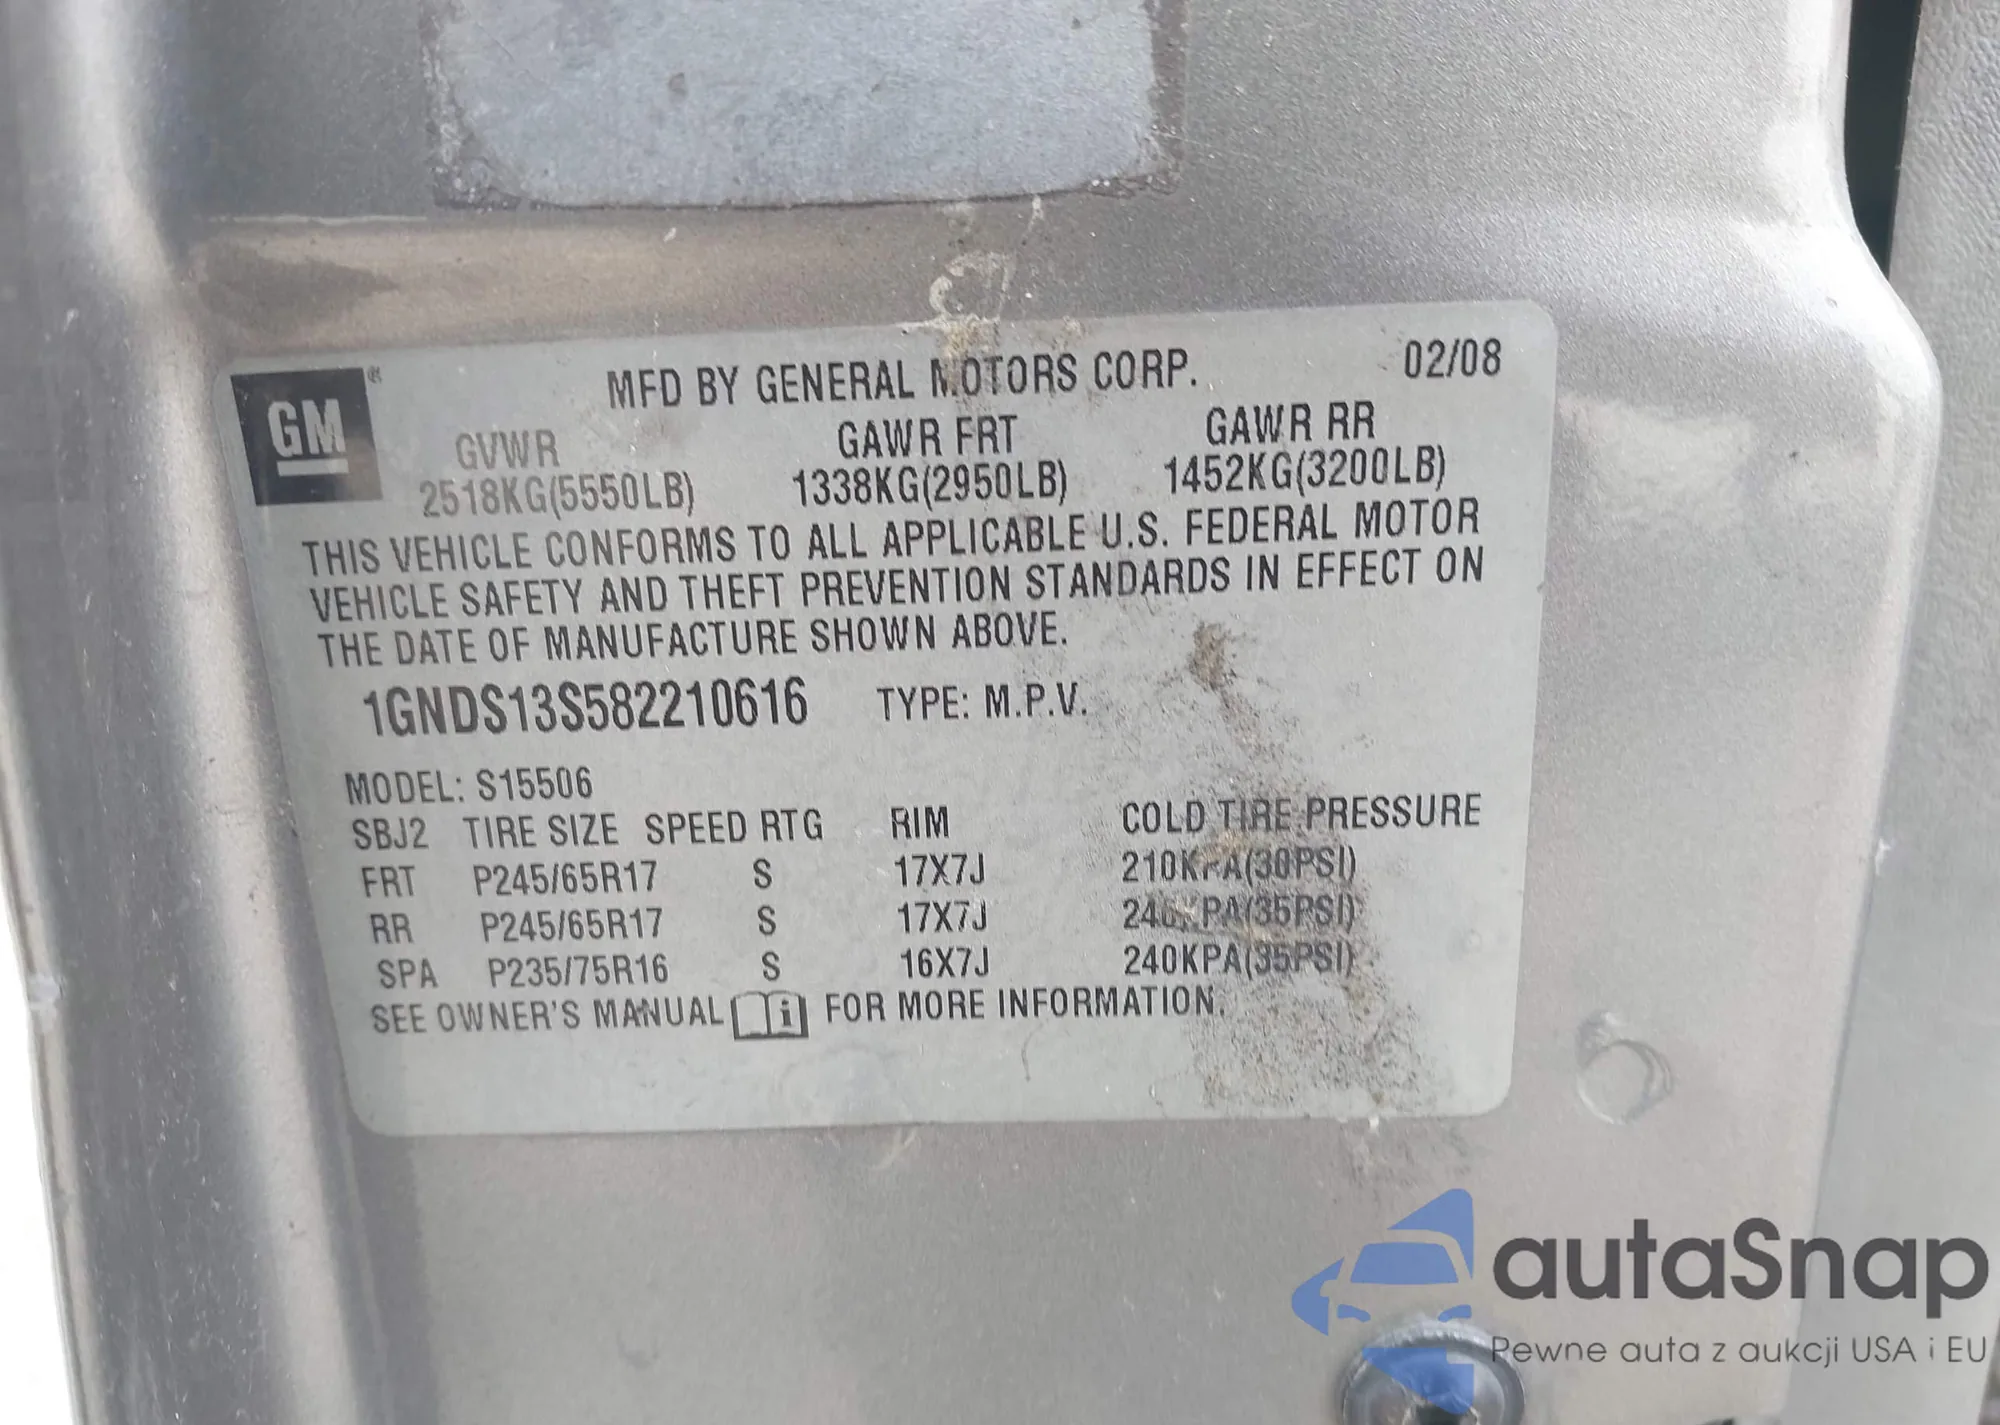 GM ®
MFD BY GENERAL MOTORS CORP. 02/08
GVWR GAWR FRT GAWR RR
2518KG(5550LB) 1338KG(2950LB) 1452KG(3200LB)
THIS VEHICLE CONFORMS TO ALL APPLICABLE U.S. FEDERAL MOTOR
VEHICLE SAFETY AND THEFT PREVENTION STANDARDS IN EFFECT ON
THE DATE OF MANUFACTURE SHOWN ABOVE.
1GNDS13S582210616 TYPE: M.P.V.
MODEL: S15506
SBJ2 TIRE SIZE SPEED RTG RIM COLD TIRE PRESSURE
FRT P245/65R17 S 17X7J 210KPA(30PSI)
RR P245/65R17 S 17X7J 240KPA(35PSI)
SPA P235/75R16 S 16X7J 240KPA(35PSI)
SEE OWNER'S MANUAL i FOR MORE INFORMATION.
autaSnap
Pewne auta z aukcji USA i EU